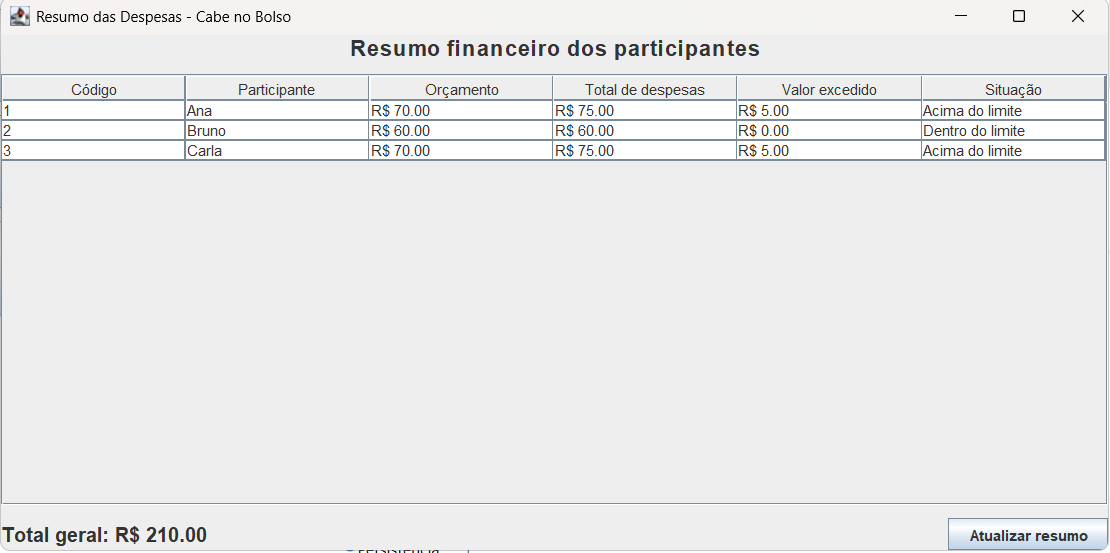 Resumo das Despesas - Cabe no Bolso
Resumo financeiro dos participantes
Código Participante Orçamento Total de despesas Valor excedido Situação
1 Ana R$ 70.00 R$ 75.00 R$ 5.00 Acima do limite
2 Bruno R$ 60.00 R$ 60.00 R$ 0.00 Dentro do limite
3 Carla R$ 70.00 R$ 75.00 R$ 5.00 Acima do limite
Total geral: R$ 210.00 Atualizar resumo